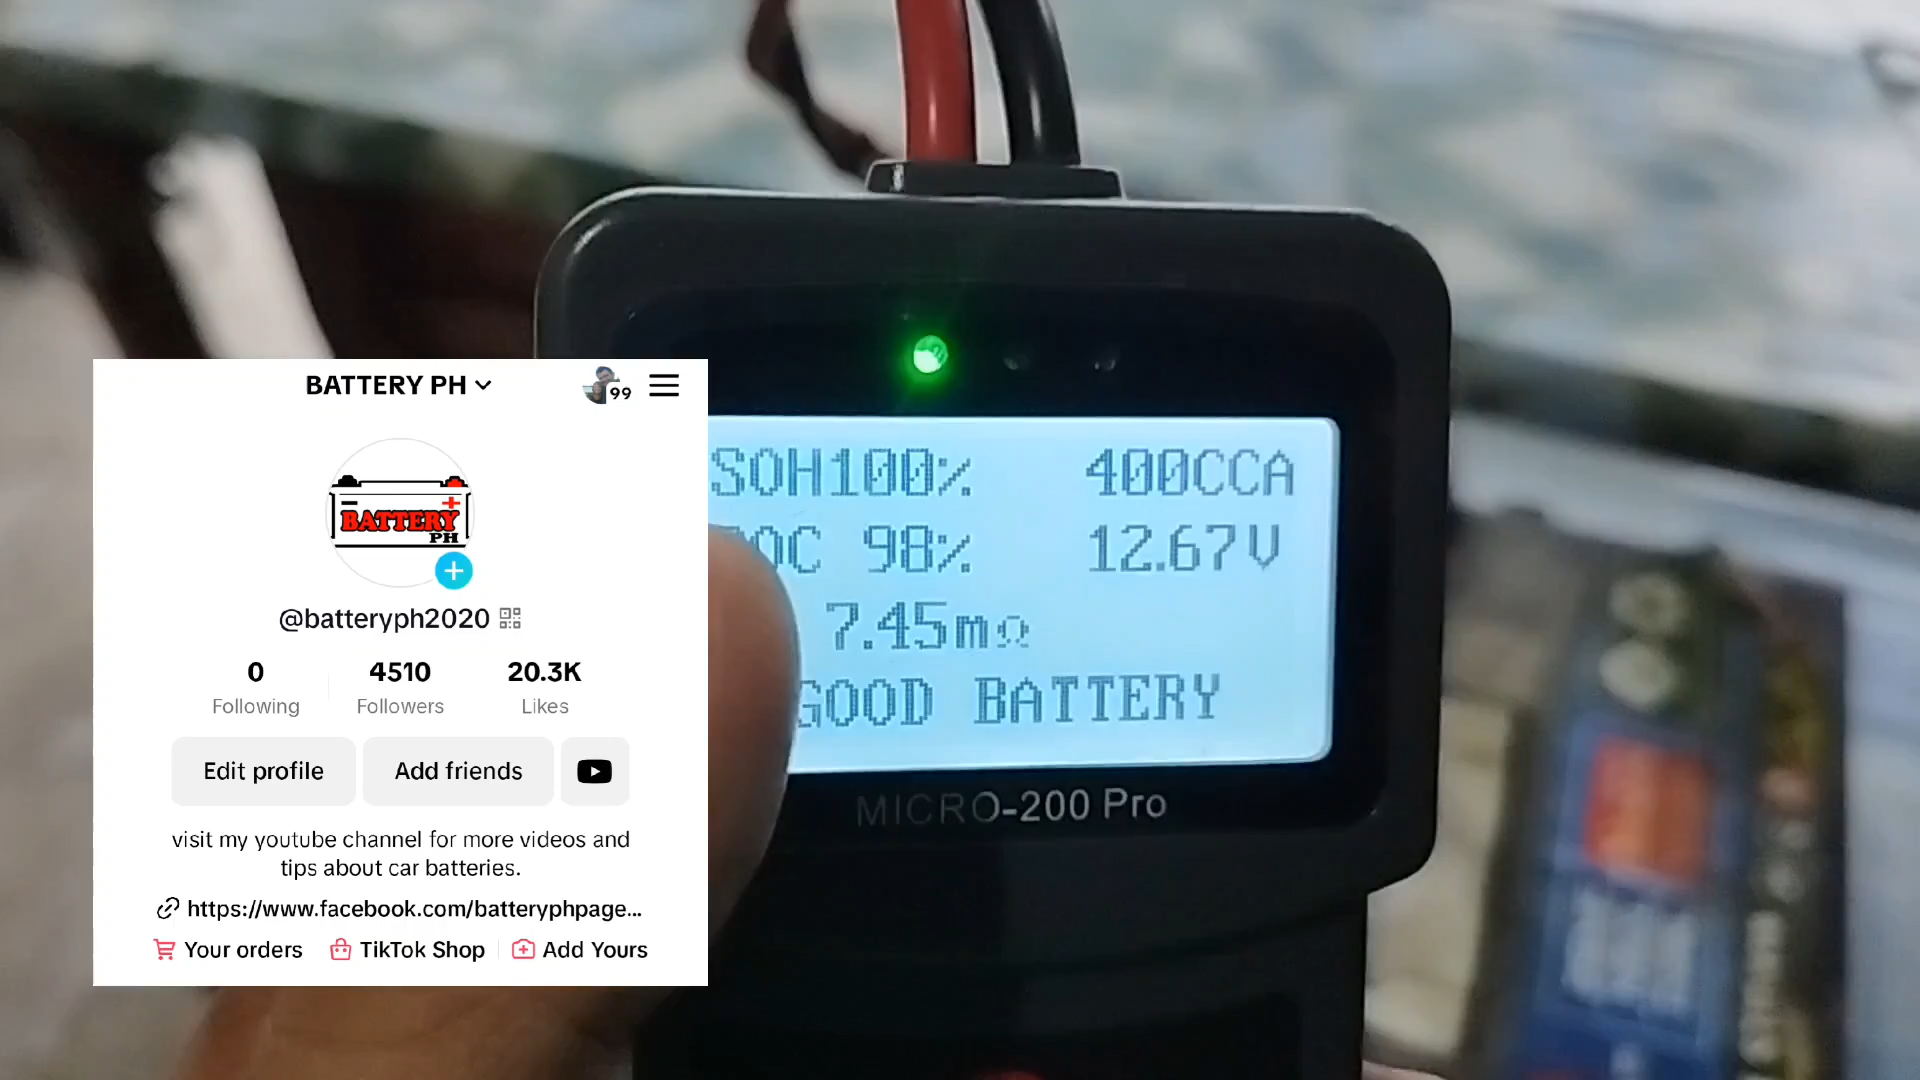 BATTERY PH
99
BATTERY
PH
@batteryph2020
0 4510 20.3K
Following Followers Likes
Edit profile Add friends
visit my youtube channel for more videos and
tips about car batteries.
https://www.facebook.com/batteryphpage...
Your orders TikTok Shop Add Yours
SOH100% 400CCA
98% 12.67V
7.45mΩ
GOOD BATTERY
MICRO-200 Pro